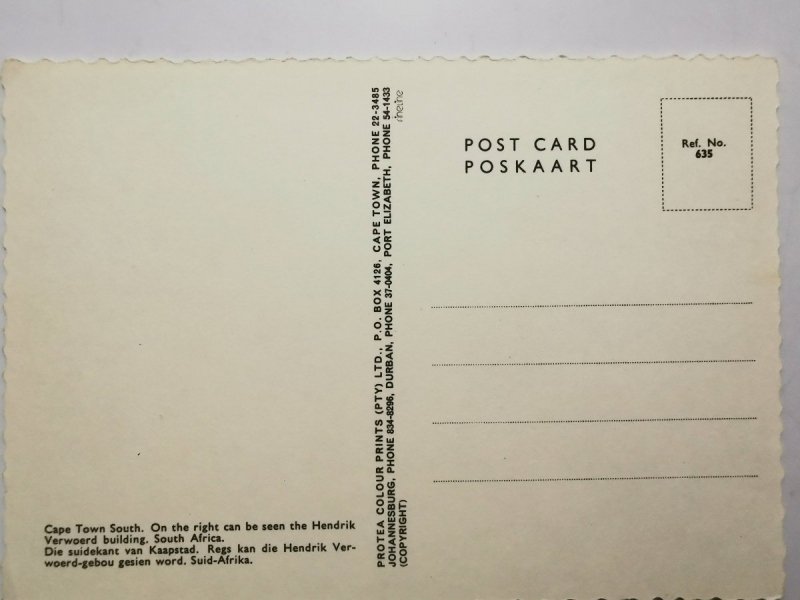 Cape Town South. On the right can be seen the Hendrik
Verwoerd building. South Africa.
Die suidekant van Kaapstad. Regs kan die Hendrik Ver-
woerd-gebou gesien word. Suid-Afrika.
PROTEA COLOUR PRINTS (PTY) LTD., P.O. BOX 4126, CAPE TOWN, PHONE 22-3485
JOHANNESBURG, PHONE 834-8296, DURBAN, PHONE 37-0404, PORT ELIZABETH, PHONE 54-1433
(COPYRIGHT)
POST CARD
POSKAART
Ref. No.
635